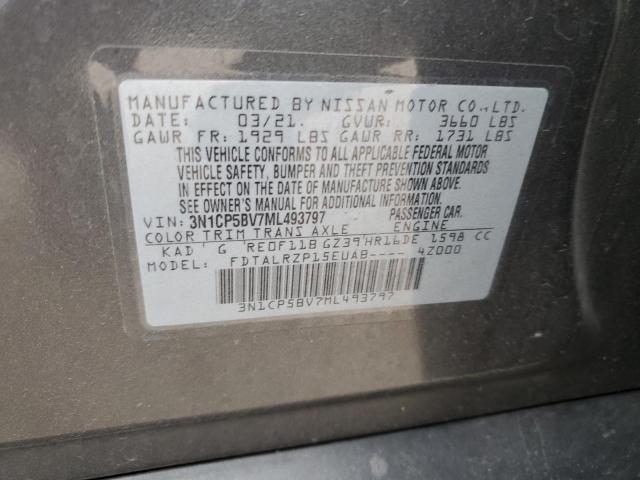 MANUFACTURED BY NISSAN MOTOR CO.,LTD.
DATE: 03/21. GVWR: 3660 LBS
GAWR FR: 1929 LBS GAWR RR: 1731 LBS
THIS VEHICLE CONFORMS TO ALL APPLICABLE FEDERAL MOTOR
VEHICLE SAFETY, BUMPER AND THEFT PREVENTION STANDARDS
IN EFFECT ON THE DATE OF MANUFACTURE SHOWN ABOVE.
SEE OWNER'S MANUAL FOR ADDITIONAL INFORMATION.
VIN: 3N1CP5BV7ML493797 PASSENGER CAR.
COLOR TRIM TRANS AXLE ENGINE
KAD G RE0F11B GZ39 HR16DE 1598 CC
MODEL: FDTALRZP15EUAB---- 4Z000
3N1CP5BV7ML493797